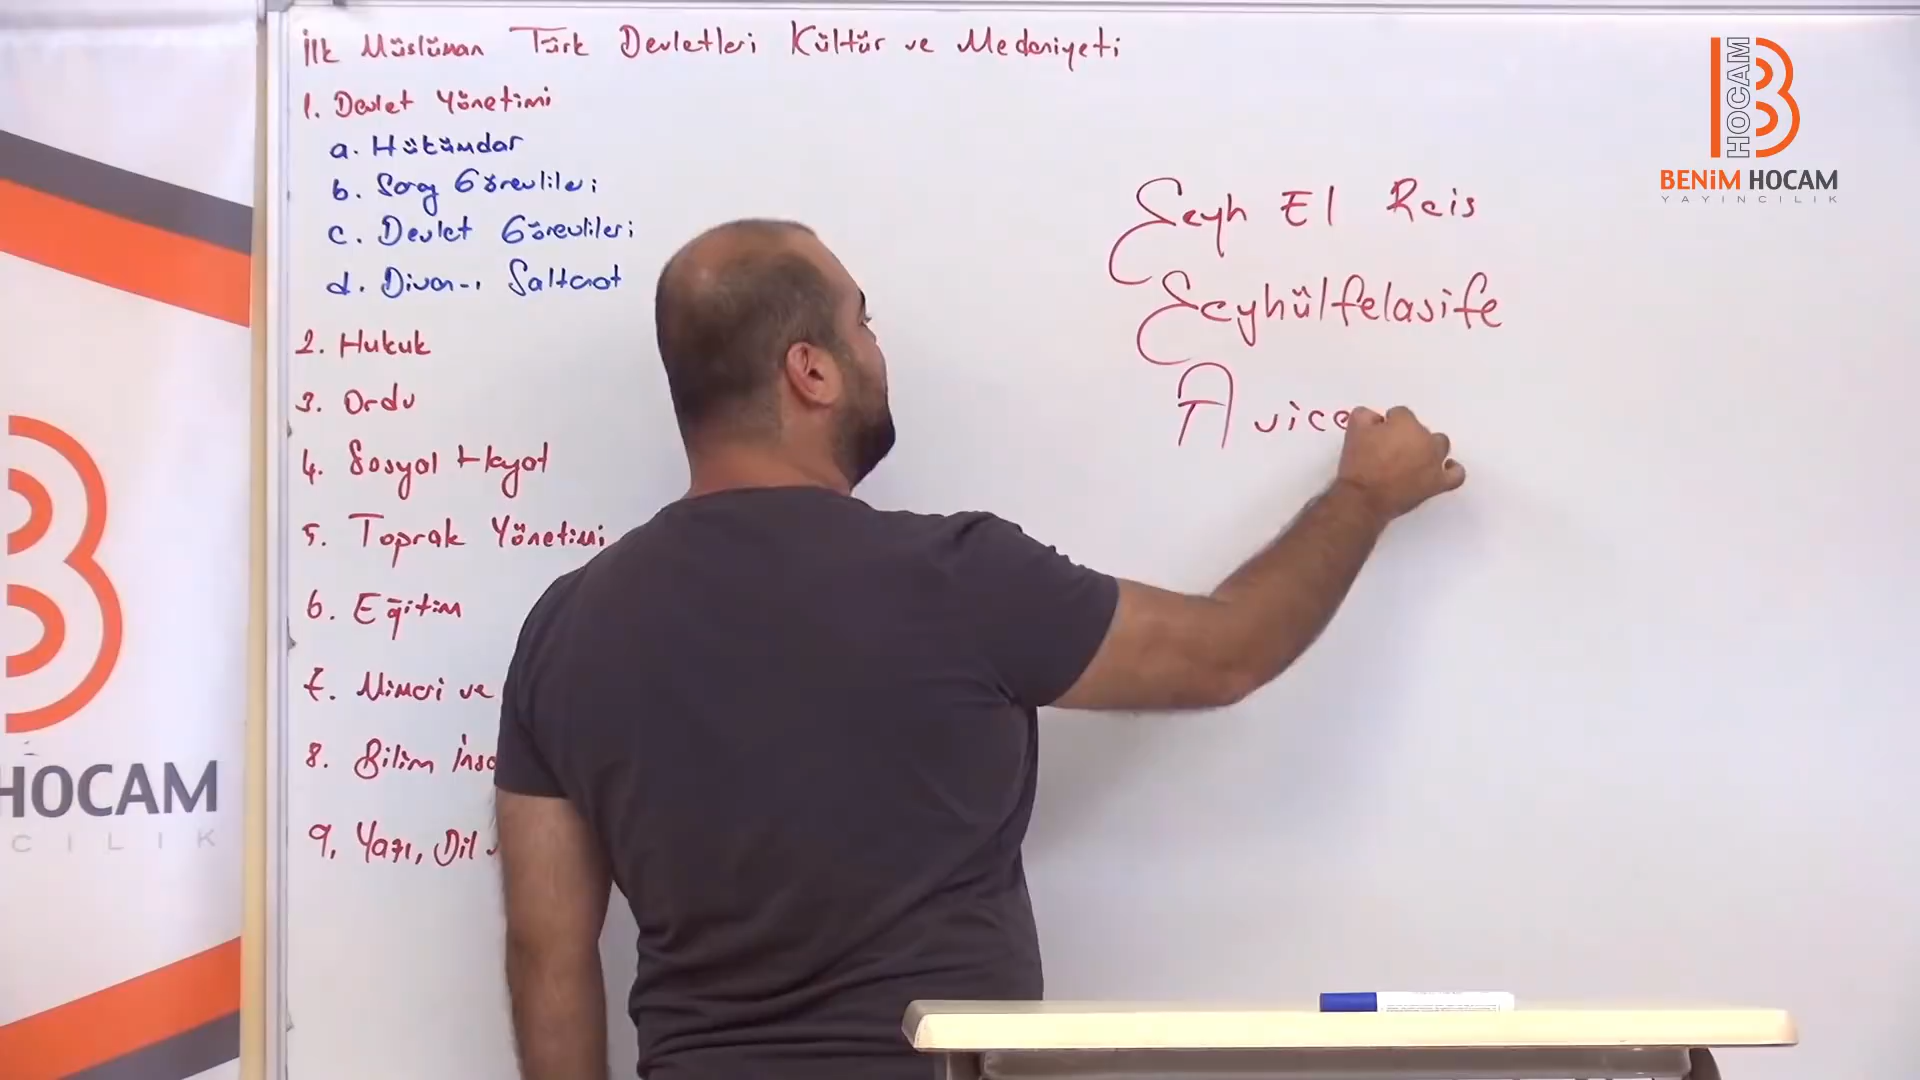 İlk Müslüman Türk Devletleri Kültür ve Medeniyeti
1. Devlet Yönetimi
a. Hükümdar
b. Saray Görevlileri
c. Devlet Görevlileri
d. Divan-ı Saltanat
2. Hukuk
3. Ordu
4. Sosyal Hayat
5. Toprak Yönetimi
6. Eğitim
7. Mimari ve
8. Bilim İnsa
9. Yazı, Dil
Şeyh El Reis
Şeyhülfelasife
Avice
HOCAM
BENİM HOCAM
YAYINCILIK
HOCAM
CILIK